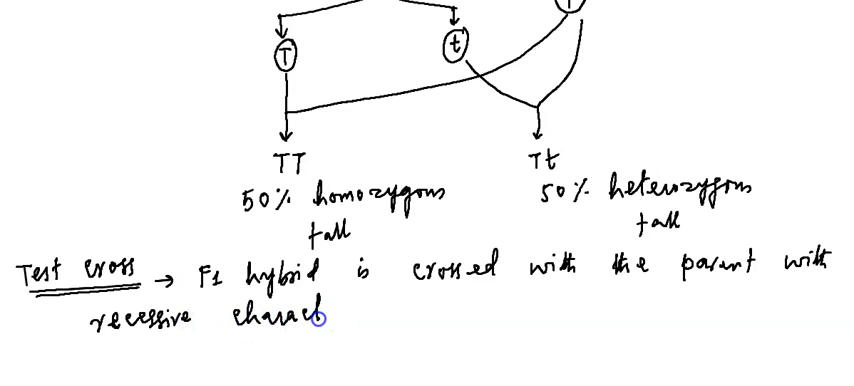 T t
TT Tt
50% homozygous 50% heterozygous
tall tall
Test cross → F1 hybrid is crossed with the parent with
recessive charact